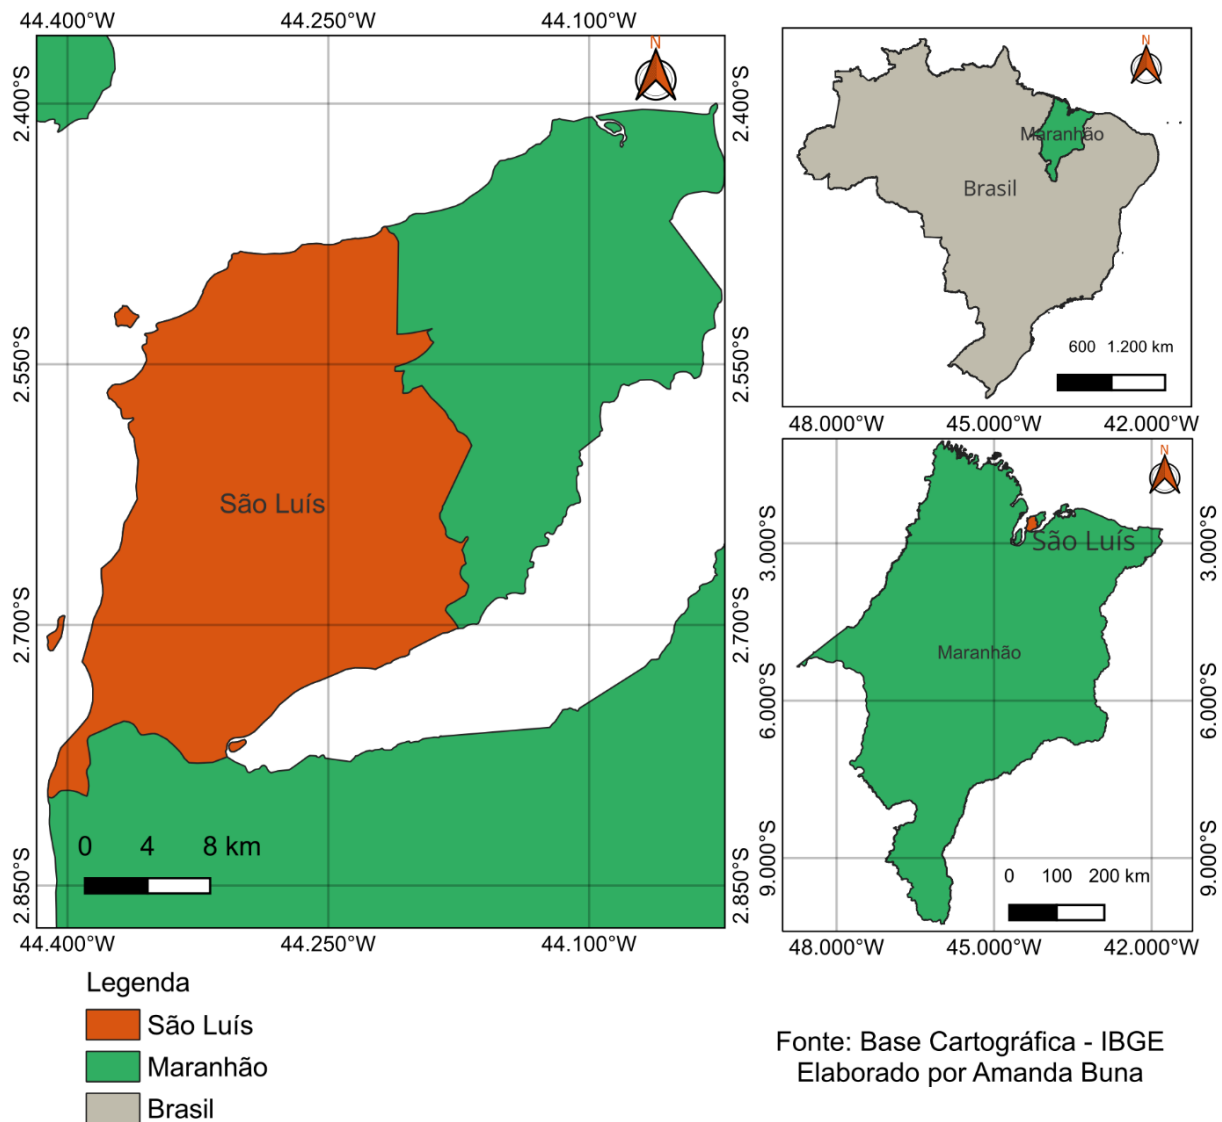 44.400°W 44.250°W 44.100°W
N
2.400°S 2.400°S
2.550°S 2.550°S
São Luís
2.700°S 2.700°S
0 4 8 km
2.850°S 2.850°S
44.400°W 44.250°W 44.100°W
N
Maranhão
Brasil
600 1.200 km
48.000°W 45.000°W 42.000°W
N
3.000°S São Luís 3.000°S
Maranhão
6.000°S 6.000°S
9.000°S 9.000°S
0 100 200 km
48.000°W 45.000°W 42.000°W
Legenda
São Luís
Maranhão
Brasil
Fonte: Base Cartográfica - IBGE
Elaborado por Amanda Buna